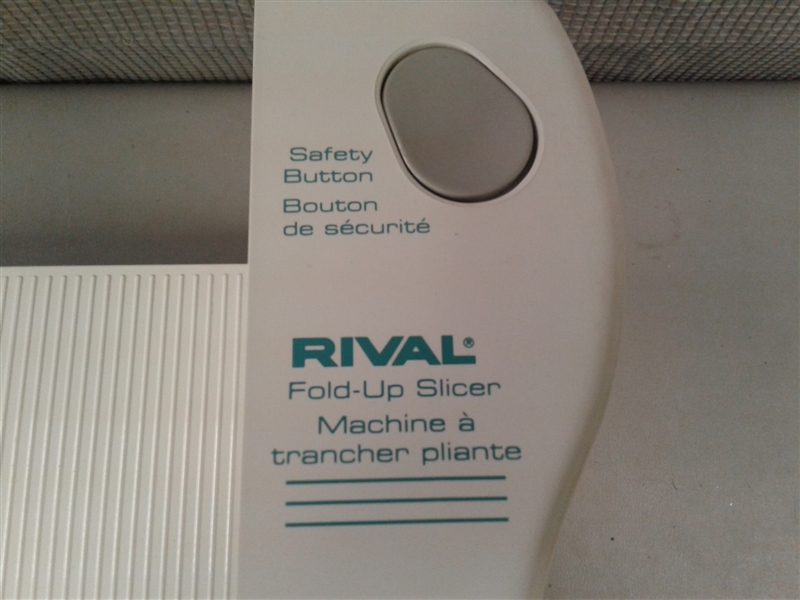 Safety
Button
Bouton
de sécurité
RIVAL®
Fold-Up Slicer
Machine à
trancher pliante